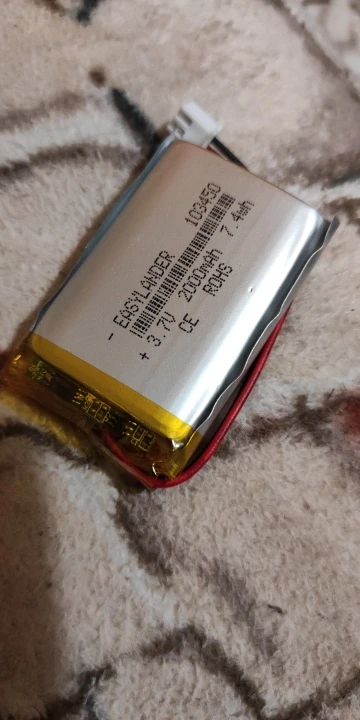 - EASYLANDER 103450
+ 3.7V 2000mAh 7.4wh
CE ROHS